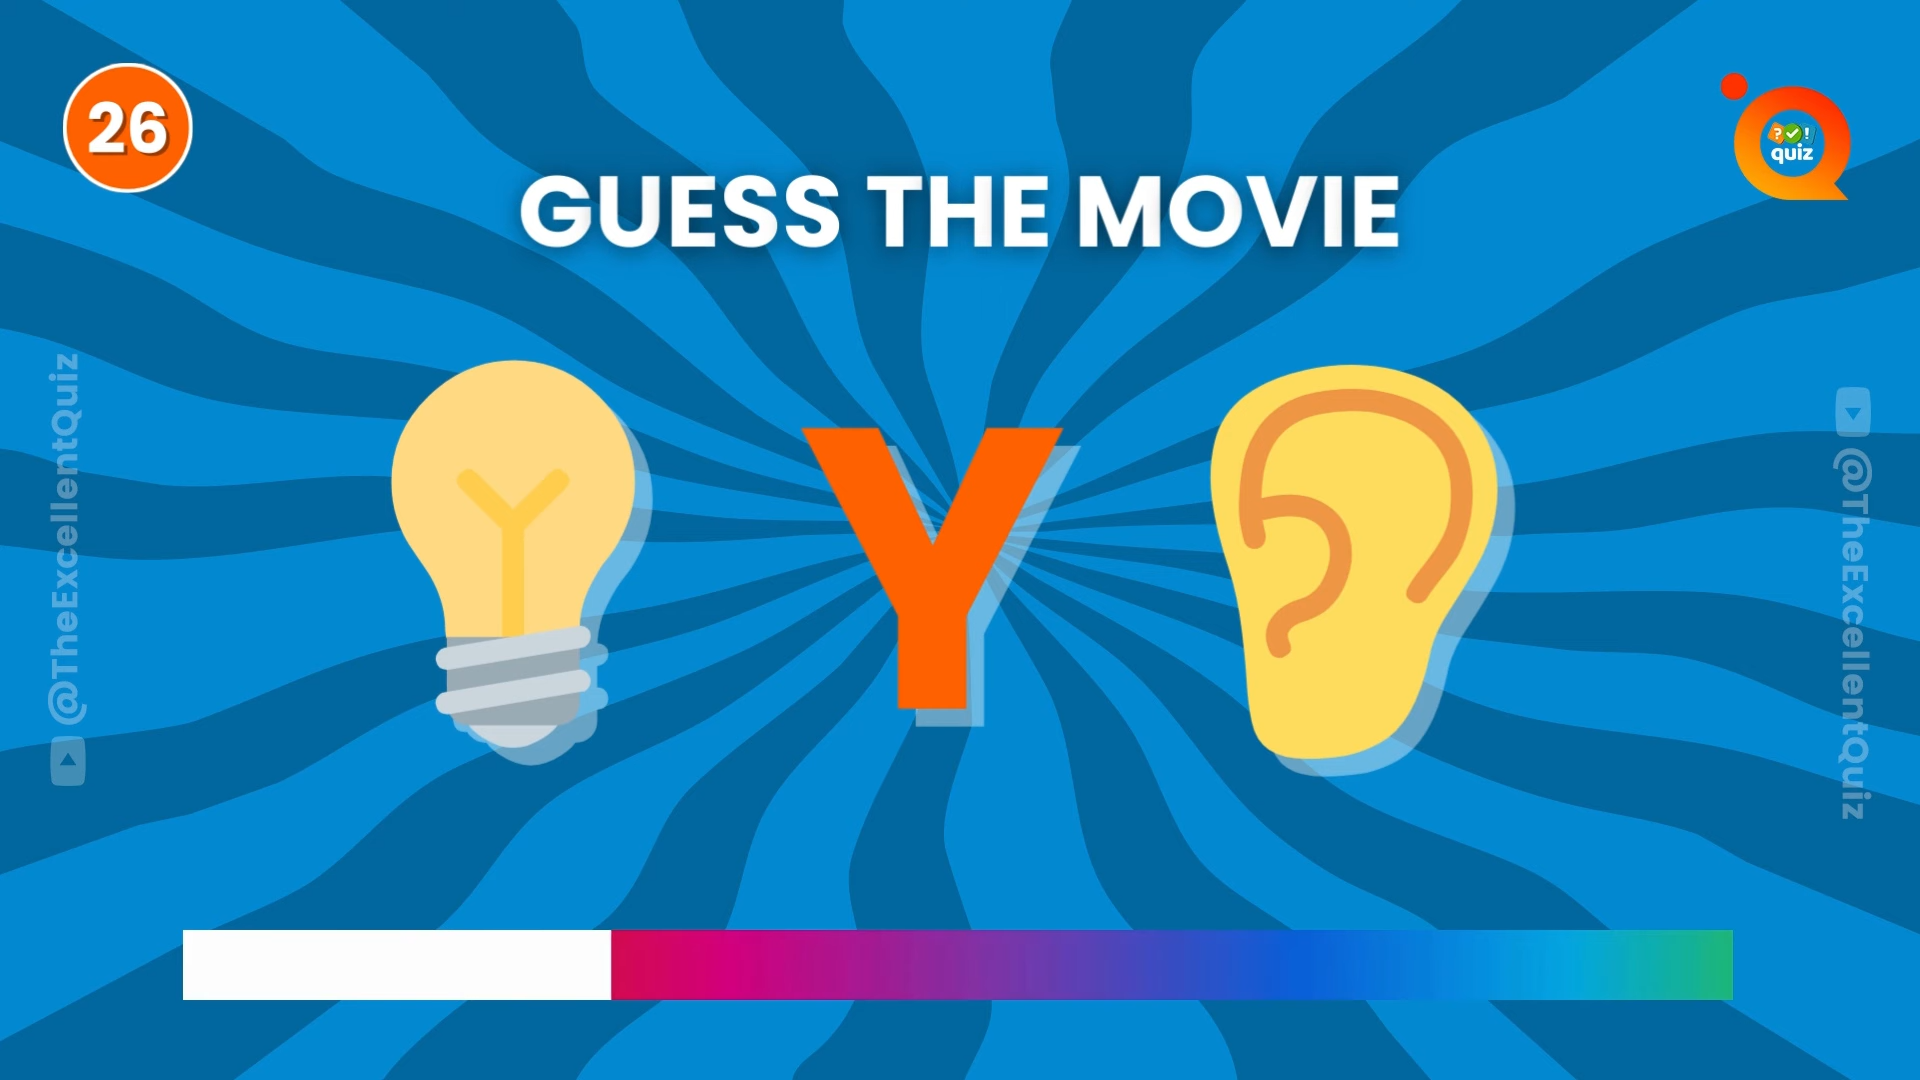 26
? ✓ !
quiz
GUESS THE MOVIE
Y
@TheExcellentQuiz
@TheExcellentQuiz